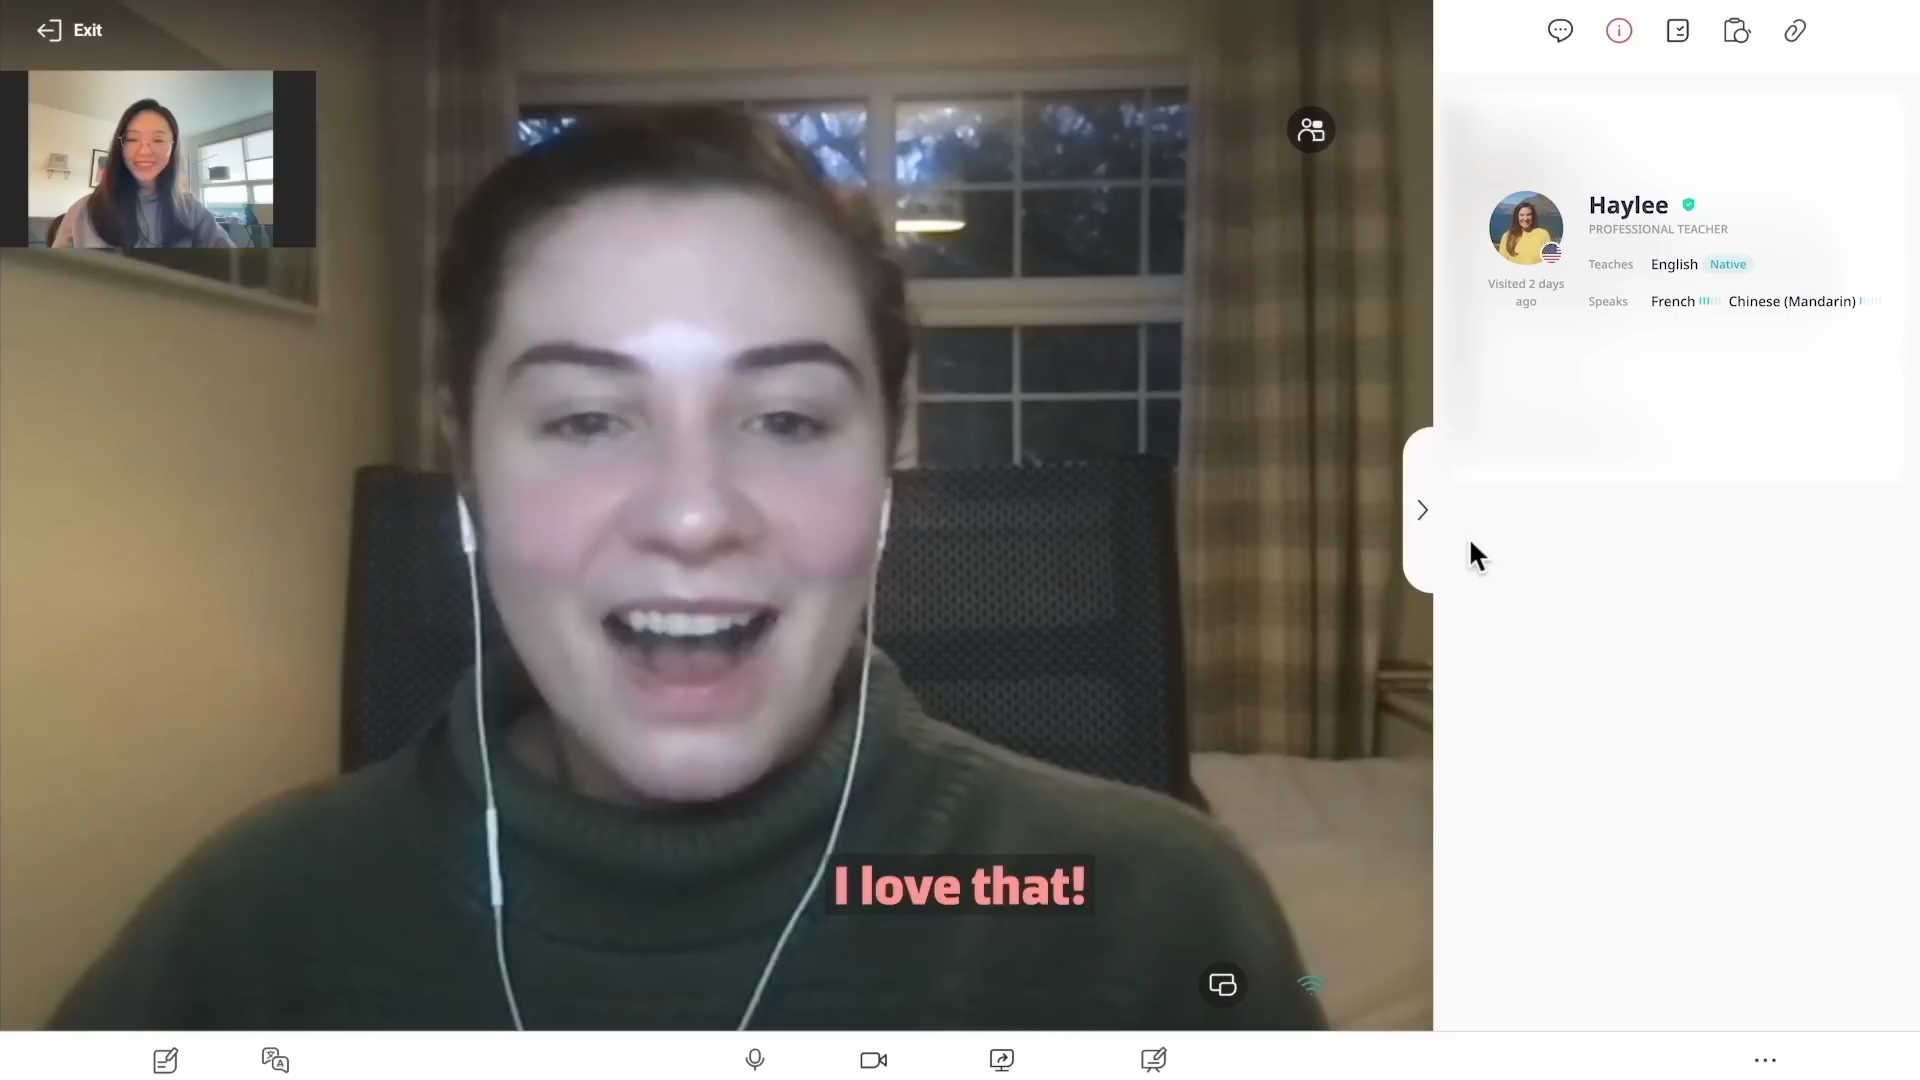 Exit
Haylee
PROFESSIONAL TEACHER
Teaches English Native
Visited 2 days
ago
Speaks French Chinese (Mandarin)
I love that!